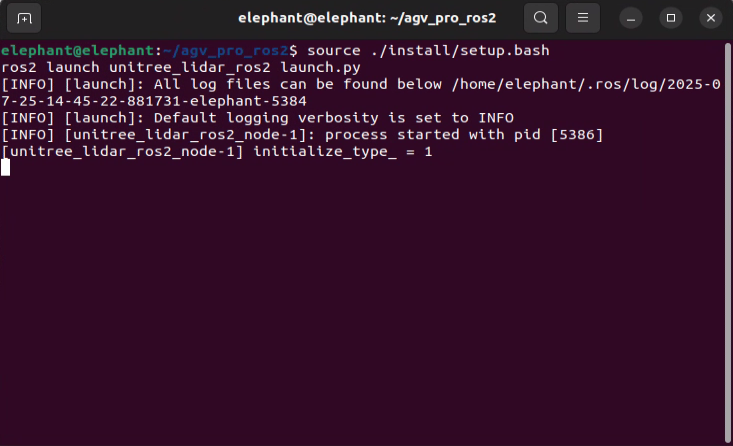 elephant@elephant: ~/agv_pro_ros2
elephant@elephant:~/agv_pro_ros2$ source ./install/setup.bash
ros2 launch unitree_lidar_ros2 launch.py
[INFO] [launch]: All log files can be found below /home/elephant/.ros/log/2025-0
7-25-14-45-22-881731-elephant-5384
[INFO] [launch]: Default logging verbosity is set to INFO
[INFO] [unitree_lidar_ros2_node-1]: process started with pid [5386]
[unitree_lidar_ros2_node-1] initialize_type_ = 1